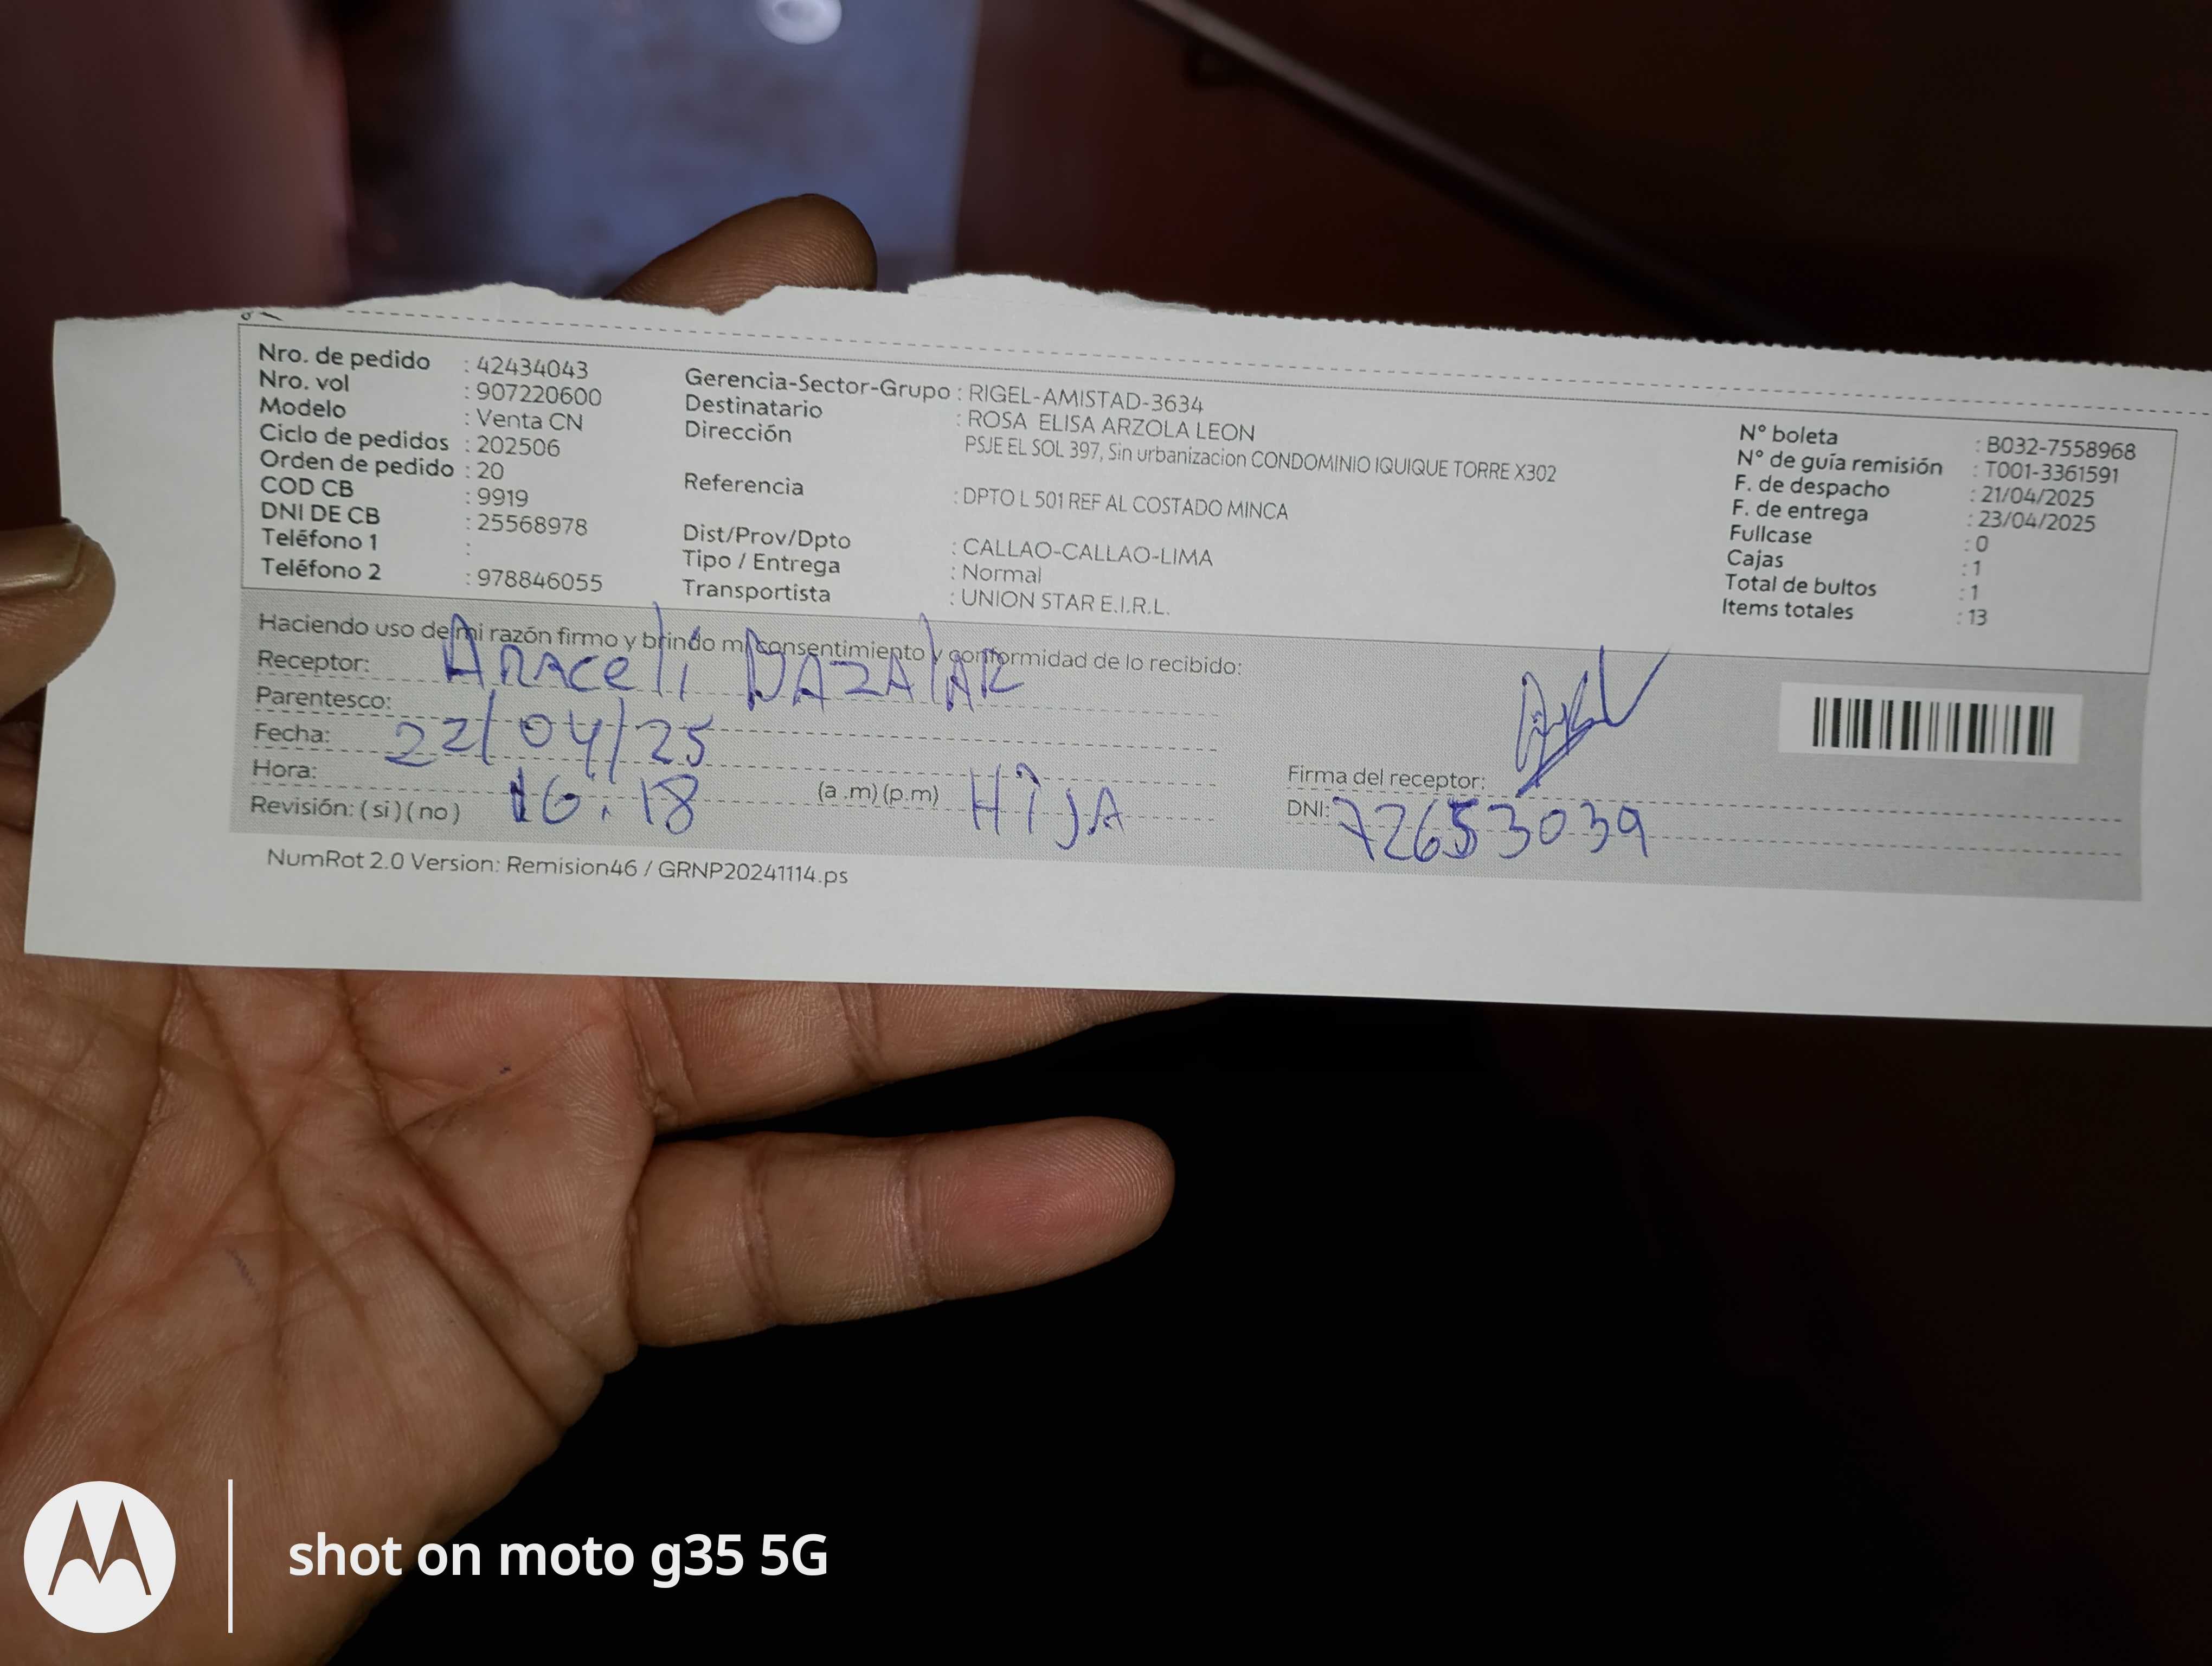 Nro. de pedido : 42434043
Nro. vol : 907220600
Modelo : Venta CN
Ciclo de pedidos : 202506
Orden de pedido : 20
COD CB : 9919
DNI DE CB : 25568978
Teléfono 1 :
Teléfono 2 : 978846055
Gerencia-Sector-Grupo : RIGEL-AMISTAD-3634
Destinatario : ROSA ELISA ARZOLA LEON
Dirección PSJE EL SOL 397, Sin urbanizacion CONDOMINIO IQUIQUE TORRE X302
Referencia : DPTO L 501 REF AL COSTADO MINCA
Dist/Prov/Dpto : CALLAO-CALLAO-LIMA
Tipo / Entrega : Normal
Transportista : UNION STAR E.I.R.L.
N° boleta : B032-7558968
N° de guía remisión : T001-3361591
F. de despacho : 21/04/2025
F. de entrega : 23/04/2025
Fullcase : 0
Cajas : 1
Total de bultos : 1
Items totales : 13
Haciendo uso de mi razón firmo y brindo mi consentimiento y conformidad de lo recibido:
Receptor: Araceli
Parentesco:
Fecha: 22/04/25
Hora: 16.18 (a .m) (p.m) HiJA
Revisión: ( si ) ( no )
Firma del receptor:
DNI: 72653039
NumRot 2.0 Version: Remision46 / GRNP20241114.ps
shot on moto g35 5G